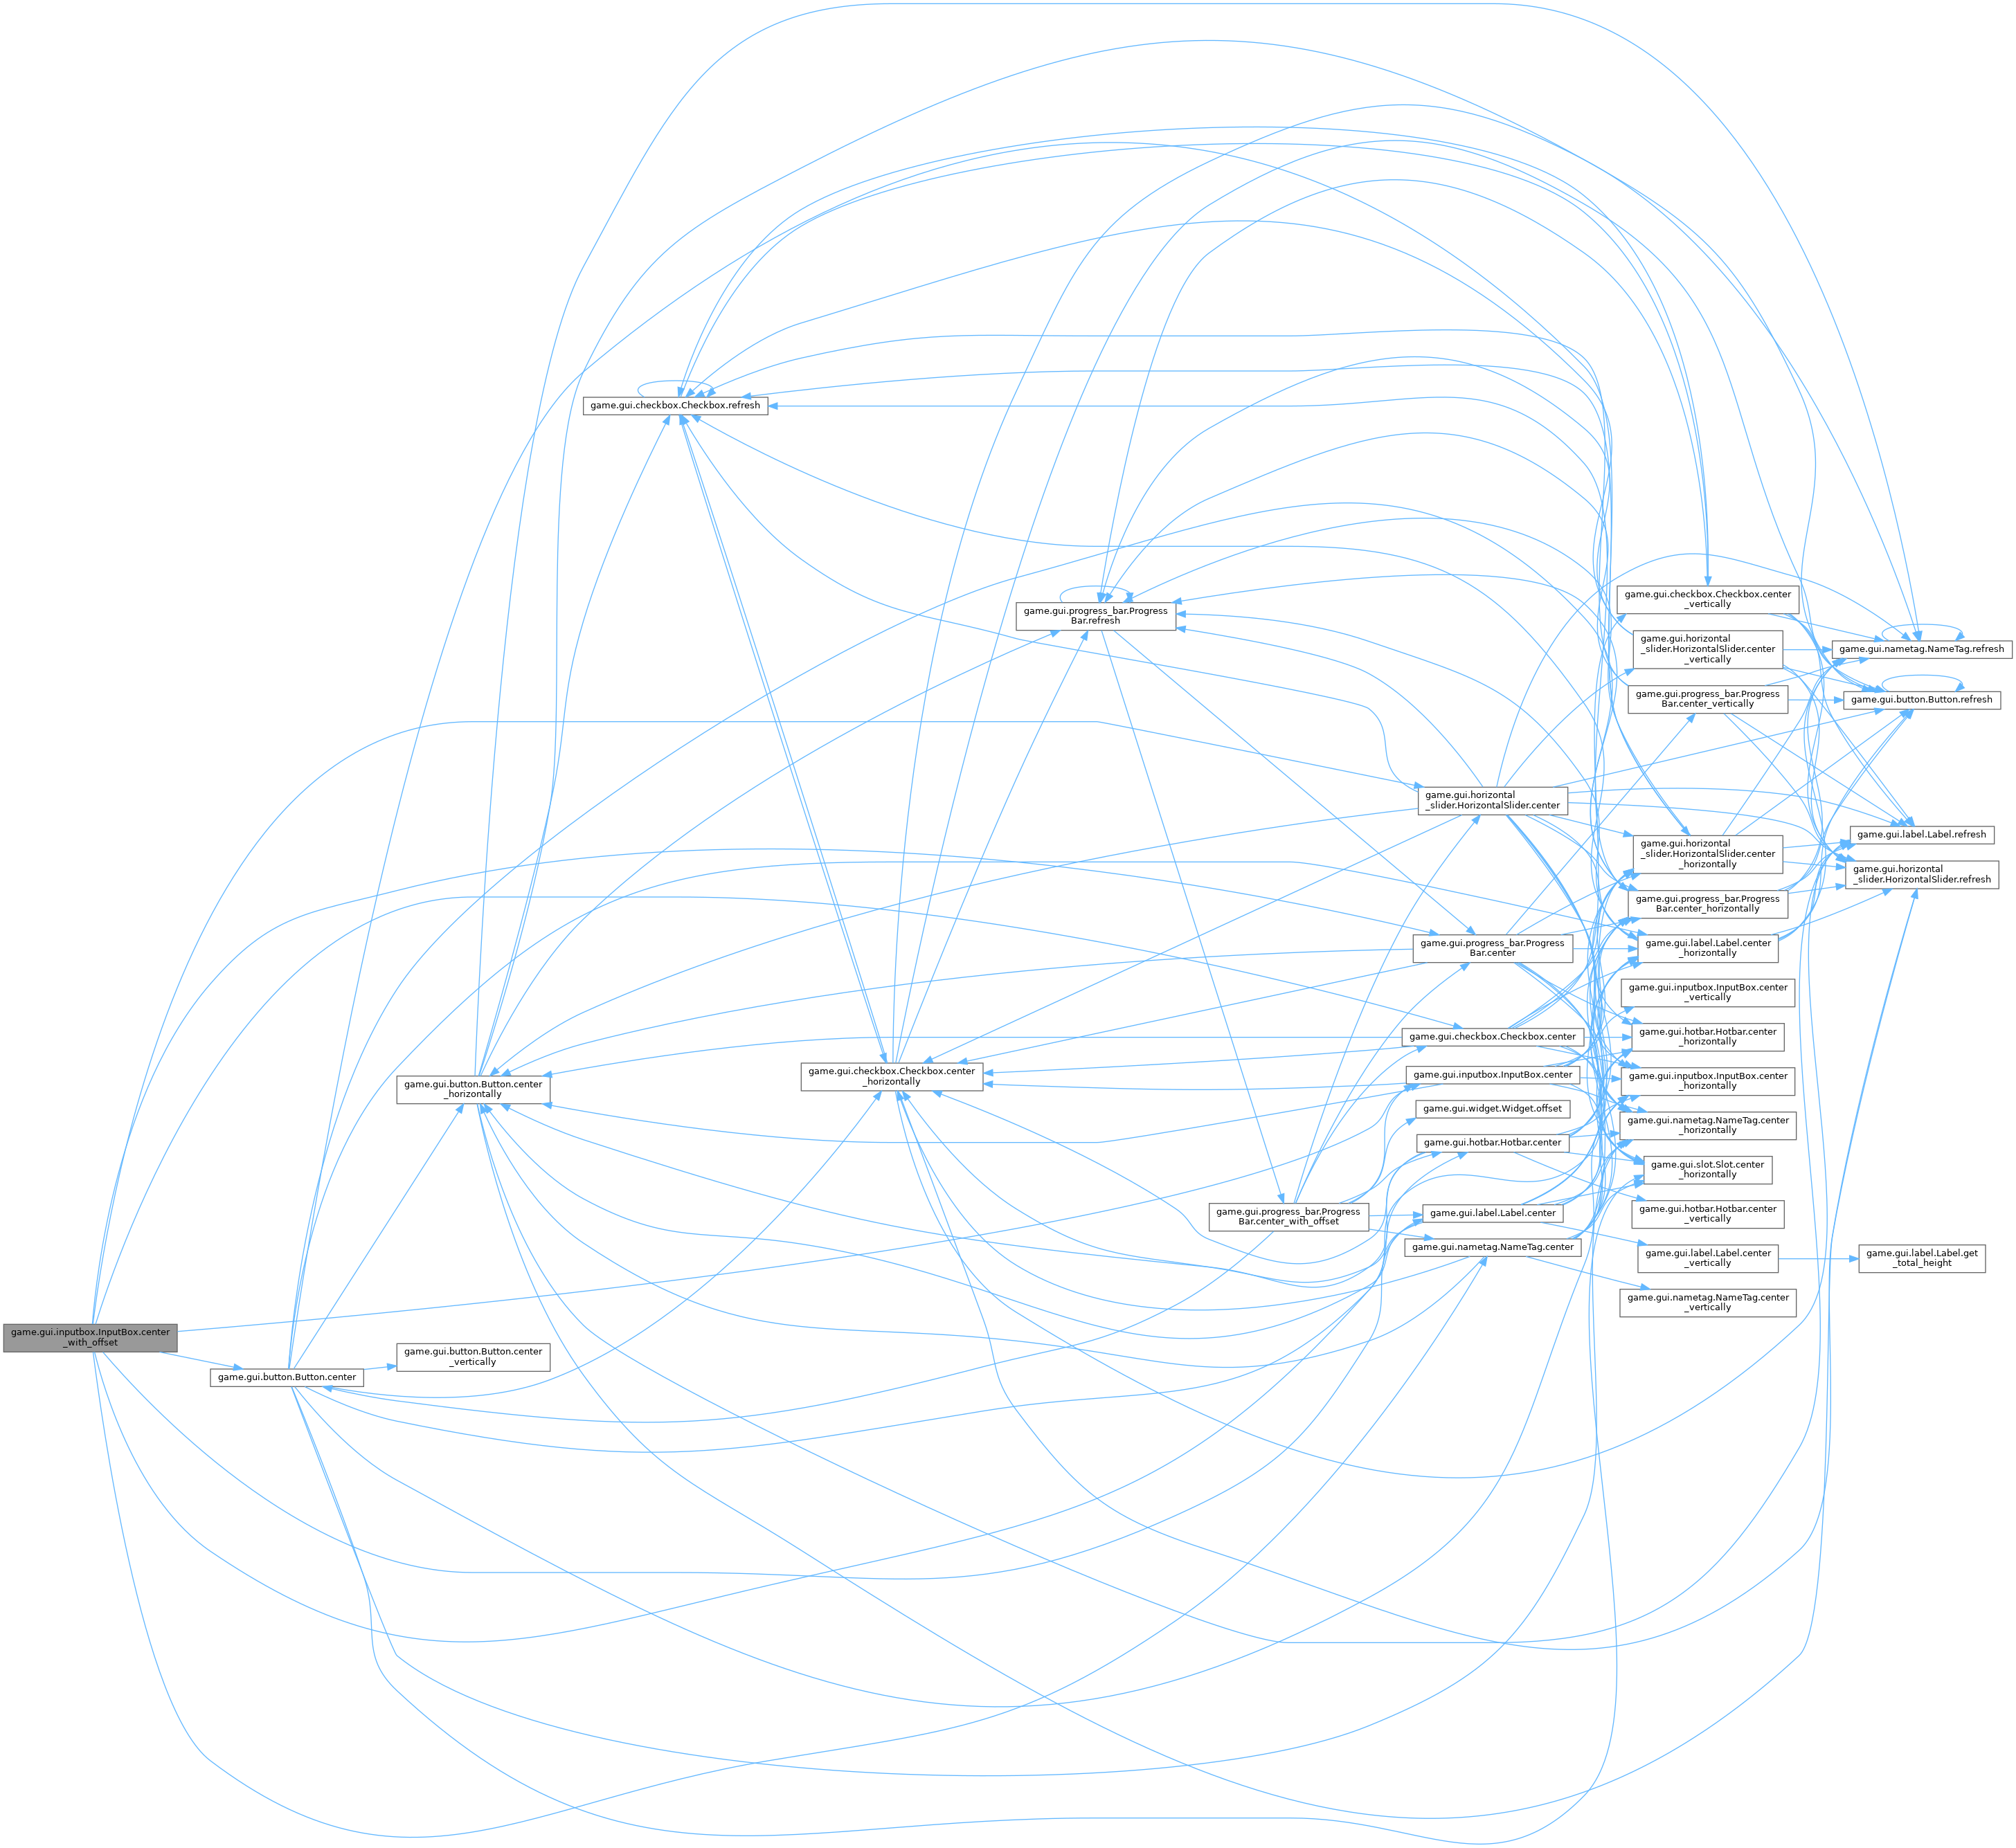 game.gui.checkbox.Checkbox.refresh
game.gui.progress_bar.Progress
Bar.refresh
game.gui.checkbox.Checkbox.center
_vertically
game.gui.horizontal
_slider.HorizontalSlider.center
_vertically
game.gui.nametag.NameTag.refresh
game.gui.progress_bar.Progress
Bar.center_vertically
game.gui.button.Button.refresh
game.gui.horizontal
_slider.HorizontalSlider.center
game.gui.label.Label.refresh
game.gui.horizontal
_slider.HorizontalSlider.center
_horizontally
game.gui.horizontal
_slider.HorizontalSlider.refresh
game.gui.progress_bar.Progress
Bar.center_horizontally
game.gui.progress_bar.Progress
Bar.center
game.gui.label.Label.center
_horizontally
game.gui.inputbox.InputBox.center
_vertically
game.gui.checkbox.Checkbox.center
game.gui.hotbar.Hotbar.center
_horizontally
game.gui.button.Button.center
_horizontally
game.gui.checkbox.Checkbox.center
_horizontally
game.gui.inputbox.InputBox.center
game.gui.inputbox.InputBox.center
_horizontally
game.gui.widget.Widget.offset
game.gui.nametag.NameTag.center
_horizontally
game.gui.hotbar.Hotbar.center
game.gui.slot.Slot.center
_horizontally
game.gui.progress_bar.Progress
Bar.center_with_offset
game.gui.label.Label.center
game.gui.hotbar.Hotbar.center
_vertically
game.gui.nametag.NameTag.center
game.gui.label.Label.center
_vertically
game.gui.label.Label.get
_total_height
game.gui.nametag.NameTag.center
_vertically
game.gui.inputbox.InputBox.center
_with_offset
game.gui.button.Button.center
game.gui.button.Button.center
_vertically